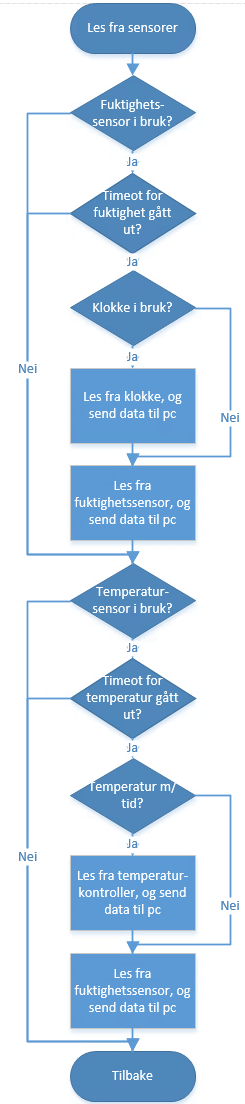 Les fra sensorer
Fuktighets-
sensor i bruk?
Ja
Timeot for
fuktighet gått
ut?
Ja
Klokke i bruk?
Ja
Nei
Les fra klokke, og
send data til pc
Nei
Les fra
fuktighetssensor, og
send data til pc
Temperatur-
sensor i bruk?
Ja
Timeot for
temperatur gått
ut?
Ja
Temperatur m/
tid?
Ja
Nei
Les fra temperatur-
kontroller, og send
data til pc
Nei
Les fra
fuktighetssensor, og
send data til pc
Tilbake